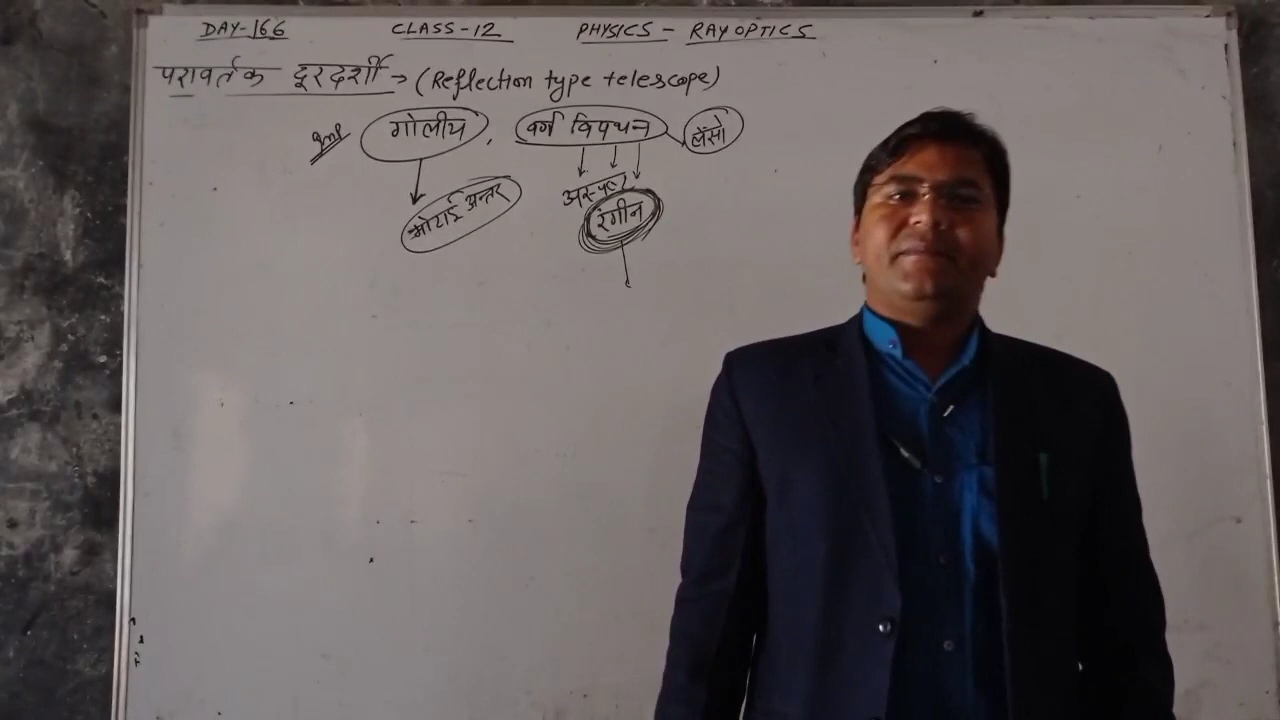 DAY-166 CLASS-12 PHYSICS - RAY OPTICS
परावर्तक दूरदर्शी → (Reflection type telescope)
Imp गोलीय, वर्ण विपथन लेंसो
मोटाई अन्तर अस्पष्ट
रंगीन